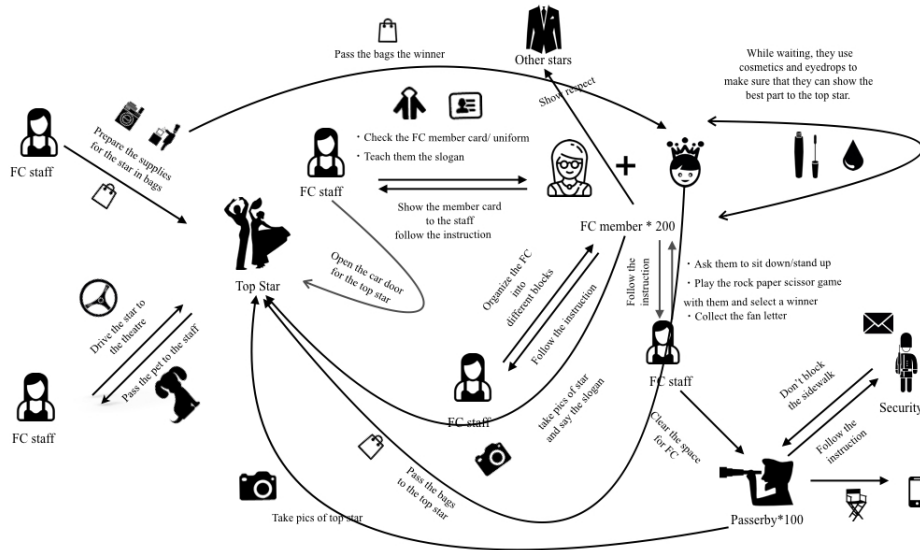 Pass the bags the winner
Other stars
While waiting, they use
cosmetics and eyedrops to
make sure that they can show the
best part to the top star.
Show respect
FC staff
Prepare the supplies
for the star in bags
FC staff
・Check the FC member card/ uniform
・Teach them the slogan
Show the member card
to the staff
follow the instruction
FC member * 200
Top Star
Open the car door
for the top star
Organize the FC
into
different blocks
Follow the instruction
Follow the
instruction
・Ask them to sit down/stand up
・Play the rock paper scissor game
with them and select a winner
・Collect the fan letter
Drive the star to
the theatre
Pass the pet to the staff
FC staff
FC staff
take pics of star
and say the slogan
FC staff
Don't block
the sidewalk
Security
Follow the
instruction
Clear the space
for FC
Pass the bags
to the top star
Take pics of top star
Passerby*100